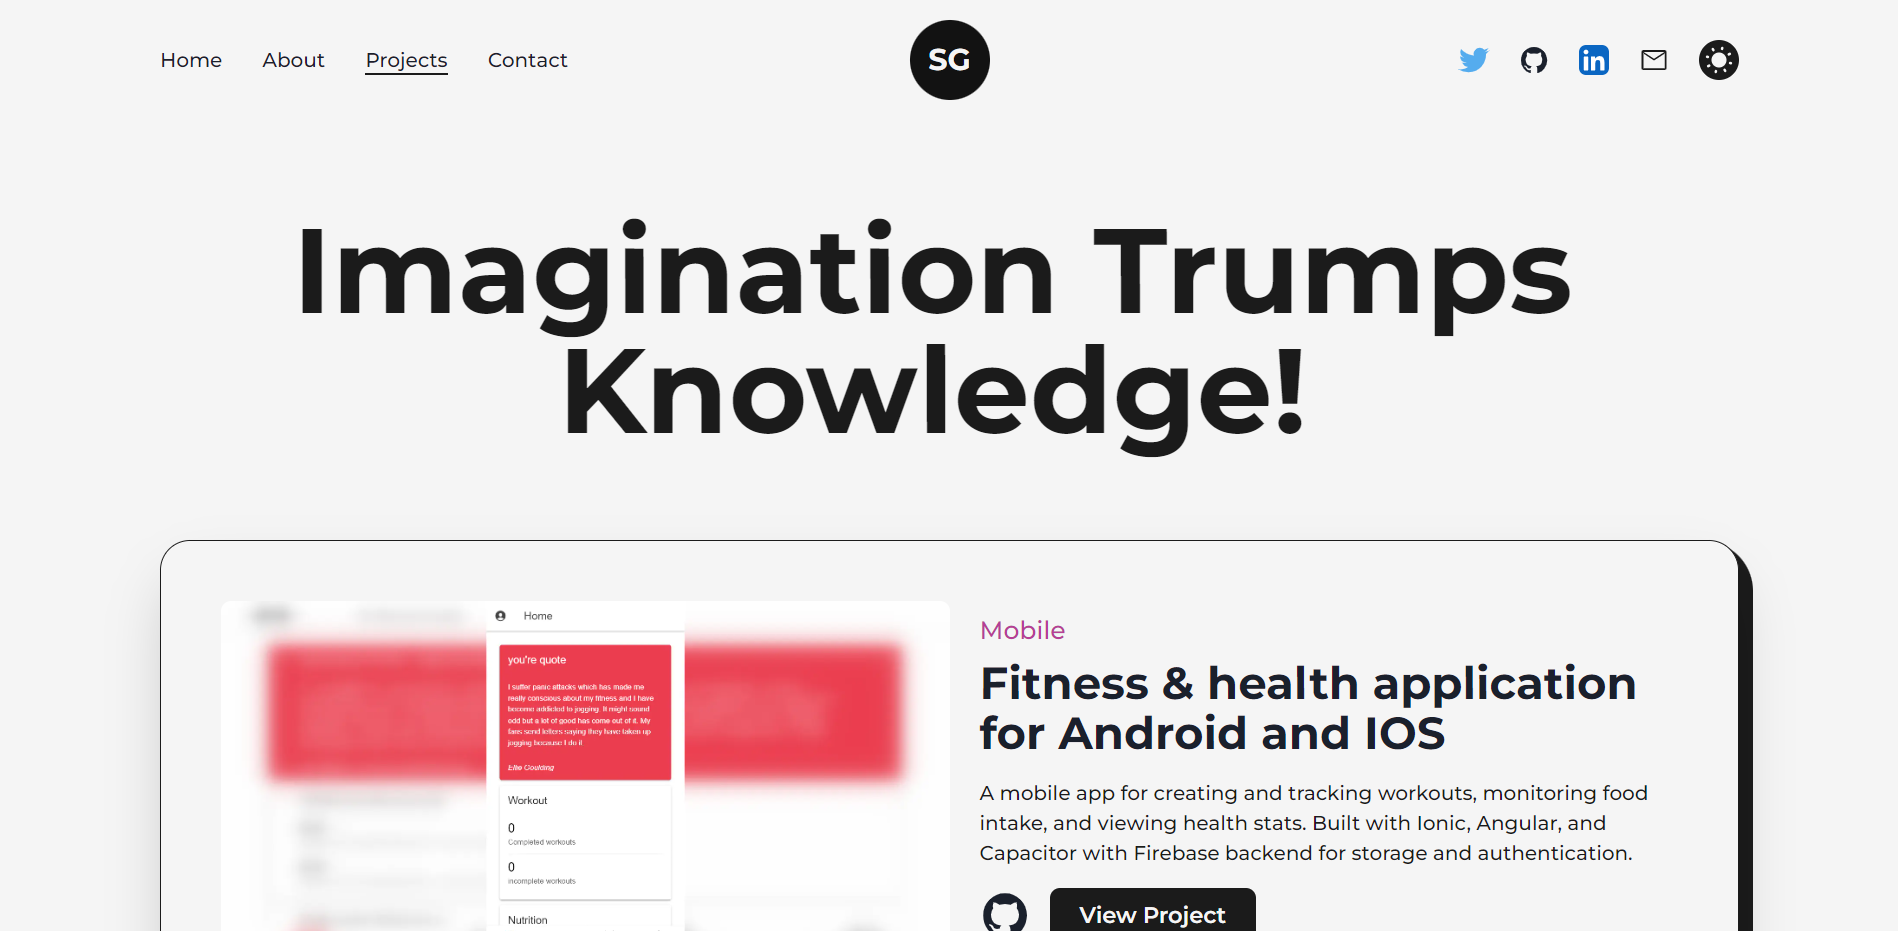 Home About Projects Contact
SG
in
Imagination Trumps
Knowledge!
Home
you're quote
I suffer panic attacks which has made me
really conscious about my fitness and I have
become addicted to jogging. It might sound
odd but a lot of good has come out of it. My
fans send letters saying they have taken up
jogging because I do it
Ellie Goulding
Workout
0
Completed workouts
0
incomplete workouts
Nutrition
Mobile
Fitness & health application
for Android and IOS
A mobile app for creating and tracking workouts, monitoring food
intake, and viewing health stats. Built with Ionic, Angular, and
Capacitor with Firebase backend for storage and authentication.
View Project